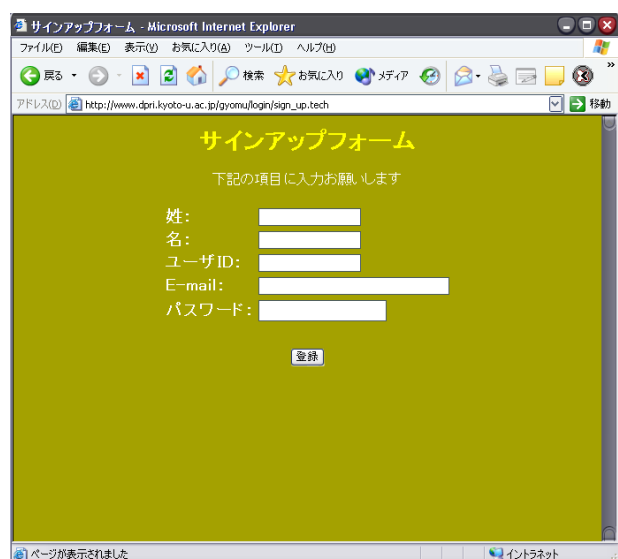 サインアップフォーム - Microsoft Internet Explorer
ファイル(F) 編集(E) 表示(V) お気に入り(A) ツール(T) ヘルプ(H)
戻る 検索 お気に入り メディア »
アドレス(D) http://www.dpri.kyoto-u.ac.jp/gyomu/login/sign_up.tech 移動
サインアップフォーム
下記の項目に入力お願いします
姓:
名:
ユーザID:
E-mail:
パスワード:
登録
ページが表示されました イントラネット